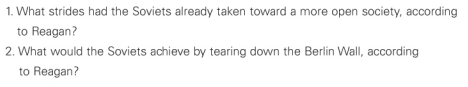 1. What strides had the Soviets already taken toward a more open society, according
to Reagan?
2. What would the Soviets achieve by tearing down the Berlin Wall, according
to Reagan?